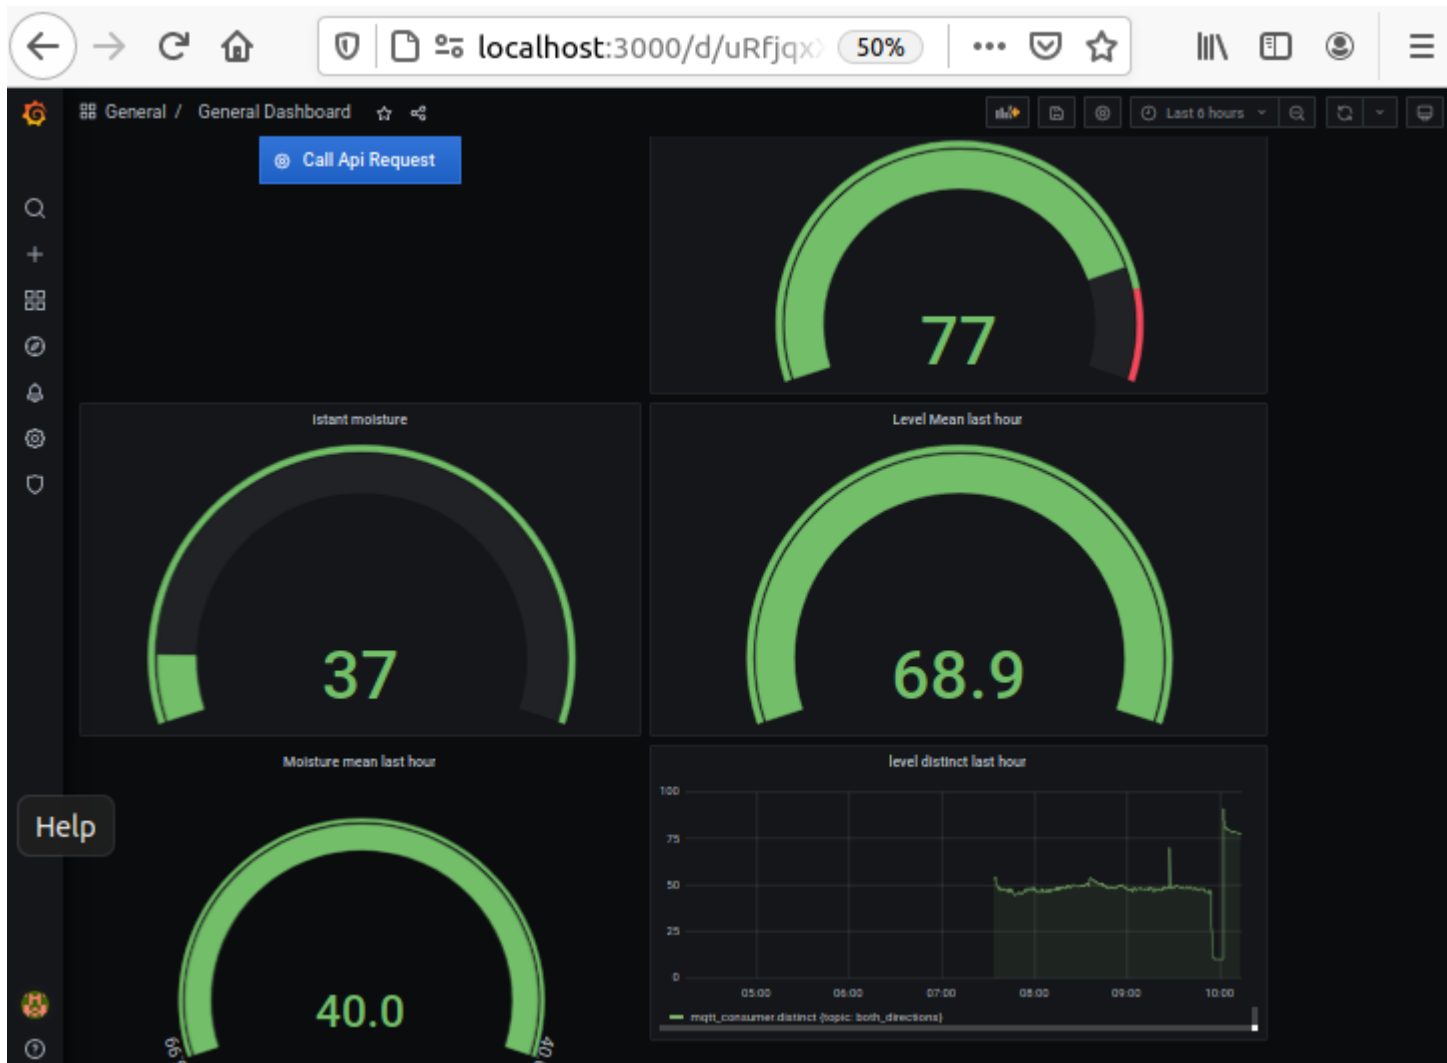 localhost:3000/d/uRfjqx 50%
General / General Dashboard
Last 6 hours
Call Api Request
77
Istant moisture
37
Level Mean last hour
68.9
Moisture mean last hour
40.0
level distinct last hour
100
75
50
25
0
05:00 06:00 07:00 08:00 09:00 10:00
mqtt_consumer.distinct {topic: both_directions}
Help